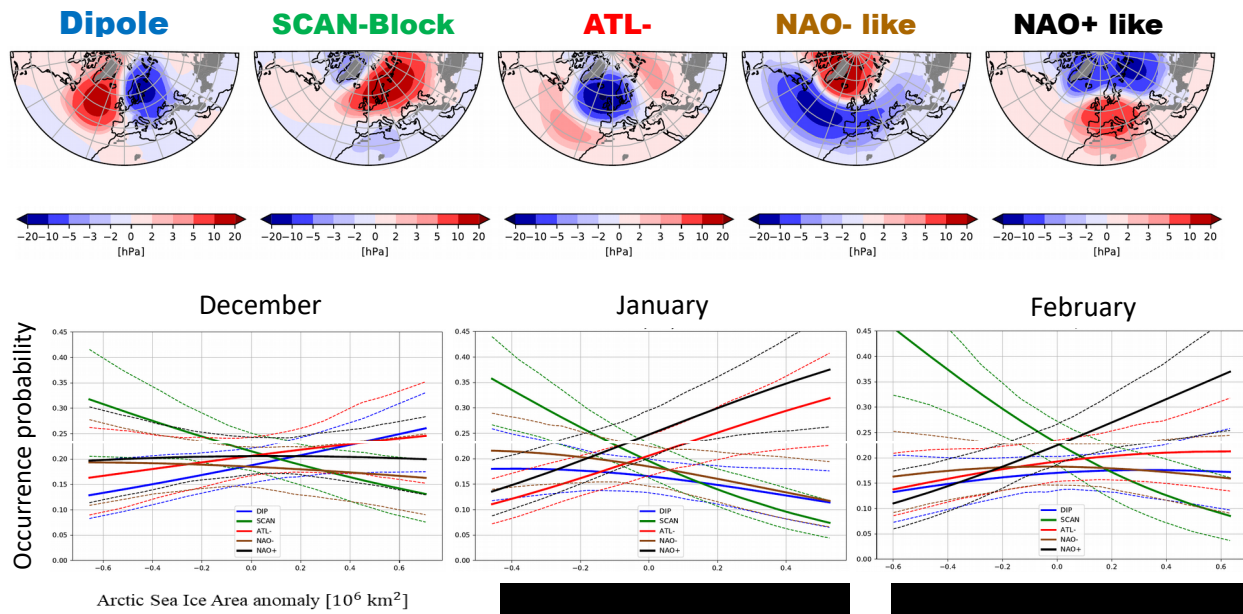 Dipole SCAN-Block ATL- NAO- like NAO+ like
−20−10 −5 −3 −2 0 2 3 5 10 20 −20−10 −5 −3 −2 0 2 3 5 10 20 −20−10 −5 −3 −2 0 2 3 5 10 20 −20−10 −5 −3 −2 0 2 3 5 10 20 −20−10 −5 −3 −2 0 2 3 5 10 20
[hPa] [hPa] [hPa] [hPa] [hPa]
December January February
Occurrence probability
0.45 0.45 0.45
0.40 0.40 0.40
0.35 0.35 0.35
0.30 0.30 0.30
0.25 0.25 0.25
0.20 0.20 0.20
0.15 0.15 0.15
0.10 0.10 0.10
0.05 0.05 0.05
0.00 0.00 0.00
DIP DIP DIP
SCAN SCAN SCAN
ATL- ATL- ATL-
NAO- NAO- NAO-
NAO+ NAO+ NAO+
−0.6 −0.4 −0.2 0.0 0.2 0.4 0.6 −0.4 −0.2 0.0 0.2 0.4 −0.6 −0.4 −0.2 0.0 0.2 0.4 0.6
Arctic Sea Ice Area anomaly [10⁶ km²]